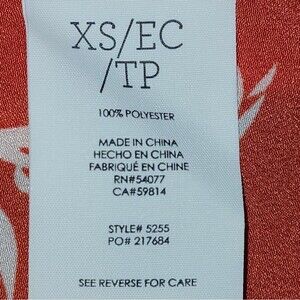 XS/EC
/TP
100% POLYESTER
MADE IN CHINA
HECHO EN CHINA
FABRIQUÉ EN CHINE
RN#54077
CA#59814
STYLE# 5255
PO# 217684
SEE REVERSE FOR CARE